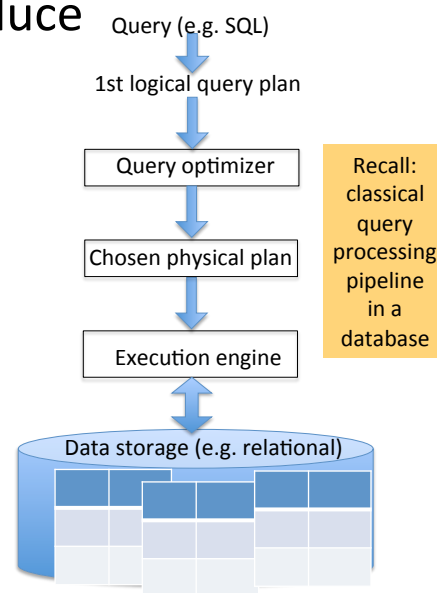 duce
Query (e.g. SQL)
1st logical query plan
Query optimizer
Chosen physical plan
Execution engine
Data storage (e.g. relational)
Recall:
classical
query
processing
pipeline
in a
database